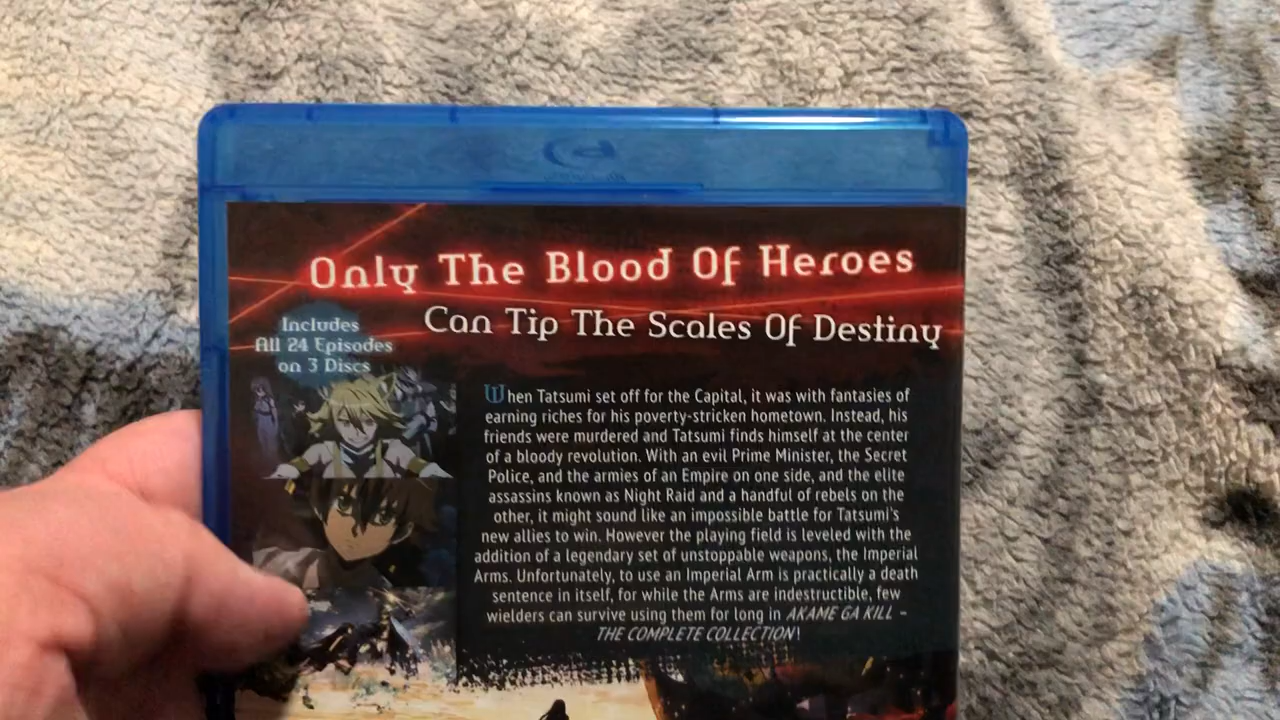 Only The Blood Of Heroes
Can Tip The Scales Of Destiny
Includes
All 24 Episodes
on 3 Discs
When Tatsumi set off for the Capital, it was with fantasies of
earning riches for his poverty-stricken hometown. Instead, his
friends were murdered and Tatsumi finds himself at the center
of a bloody revolution. With an evil Prime Minister, the Secret
Police, and the armies of an Empire on one side, and the elite
assassins known as Night Raid and a handful of rebels on the
other, it might sound like an impossible battle for Tatsumi's
new allies to win. However the playing field is leveled with the
addition of a legendary set of unstoppable weapons, the Imperial
Arms. Unfortunately, to use an Imperial Arm is practically a death
sentence in itself, for while the Arms are indestructible, few
wielders can survive using them for long in AKAME GA KILL –
THE COMPLETE COLLECTION!